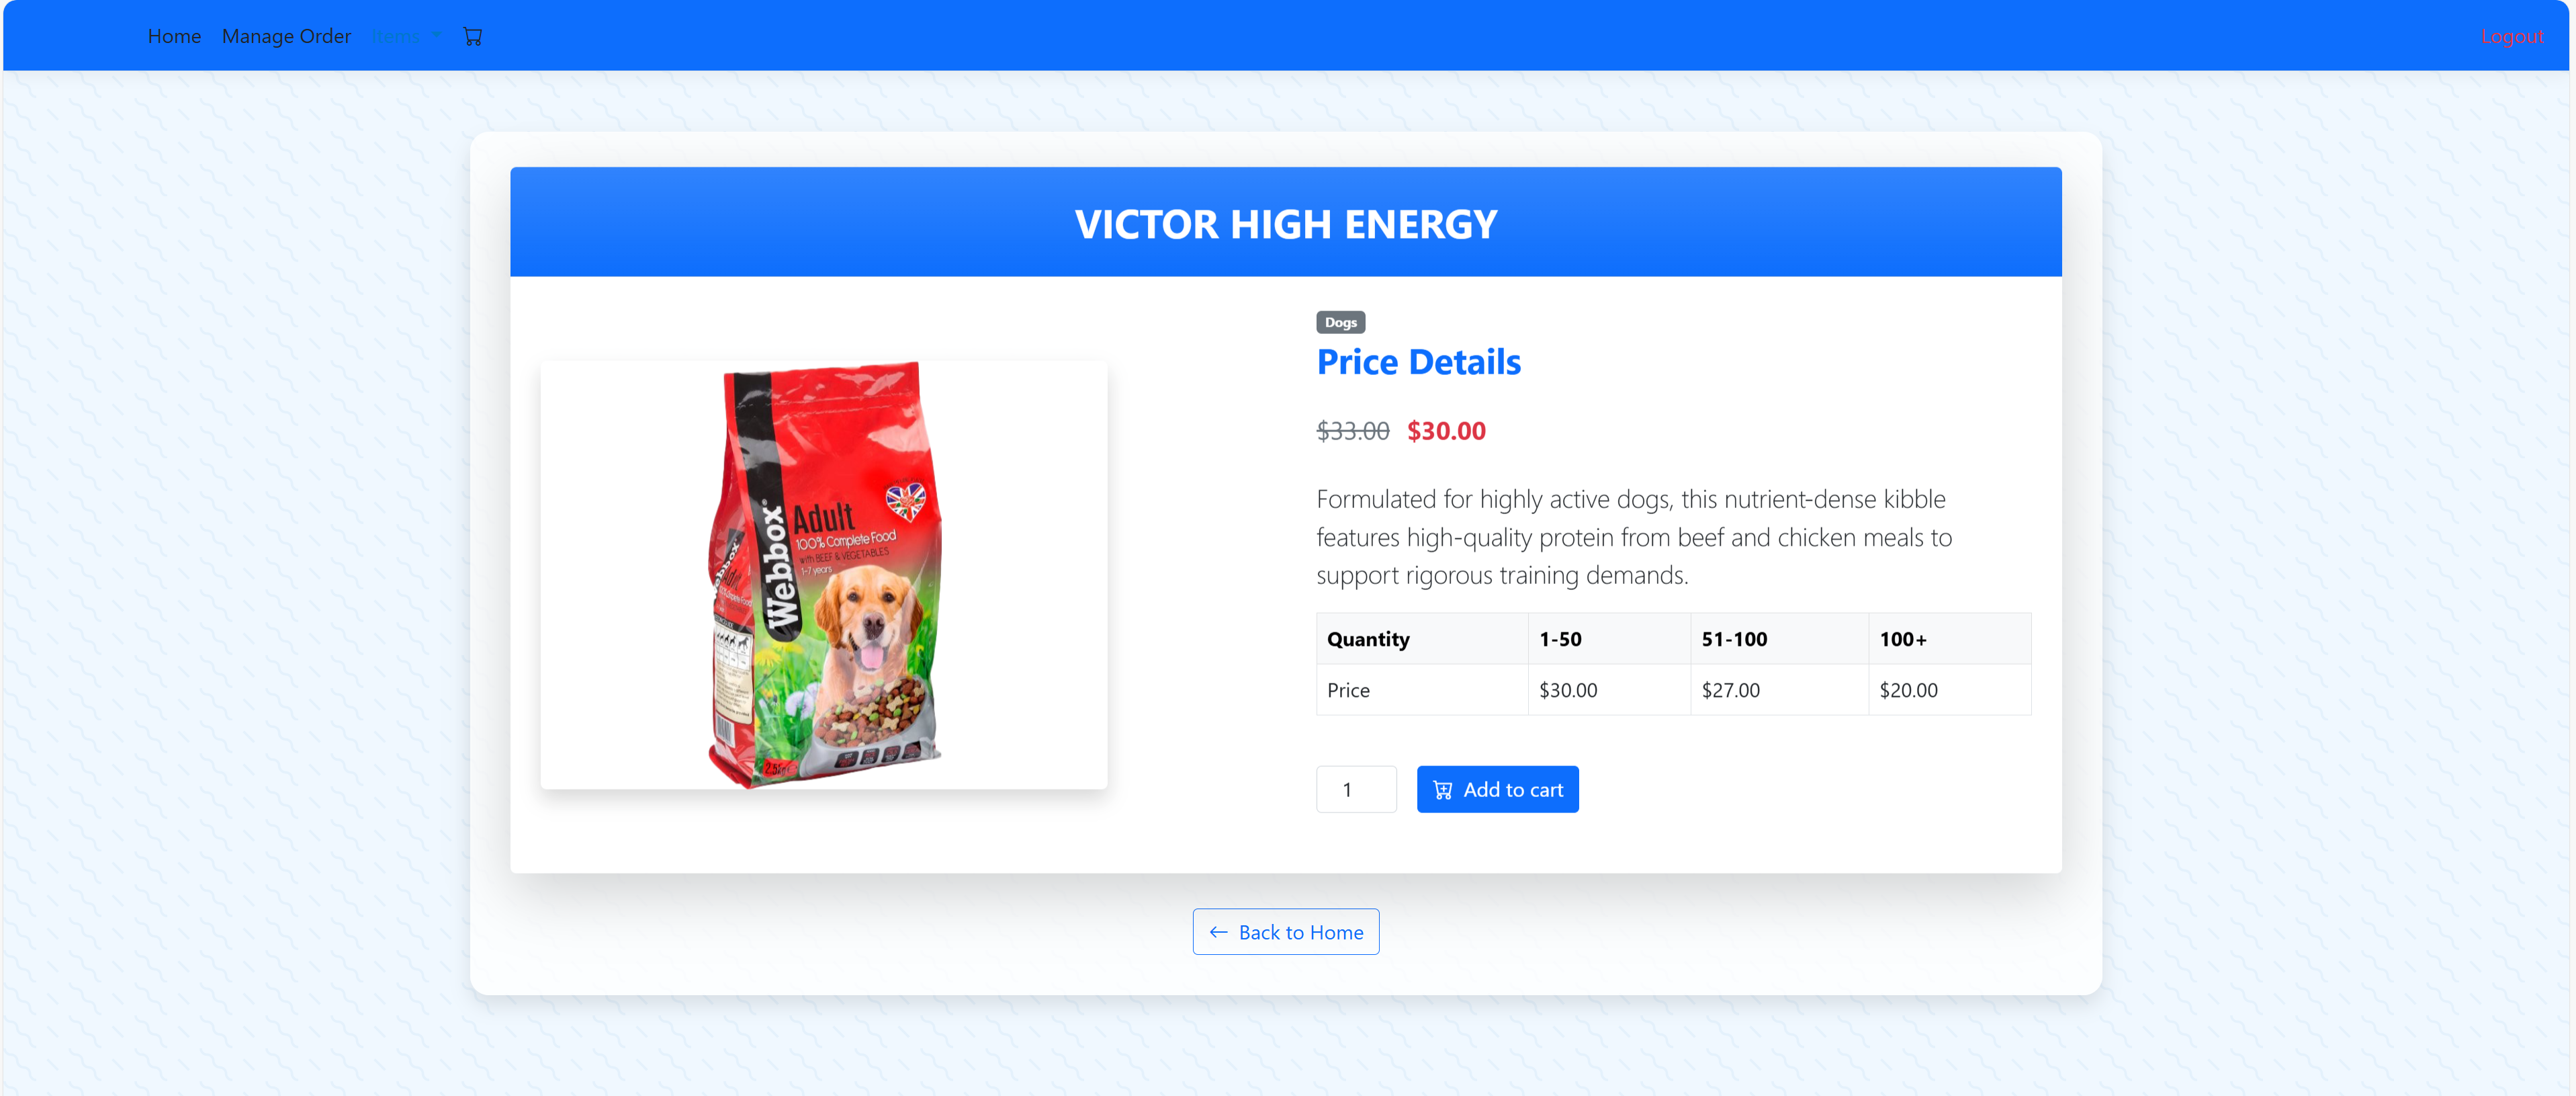 Home Manage Order Items Logout
VICTOR HIGH ENERGY
Dogs
Price Details
$33.00 $30.00
Formulated for highly active dogs, this nutrient-dense kibble
features high-quality protein from beef and chicken meals to
support rigorous training demands.
Quantity 1-50 51-100 100+
Price $30.00 $27.00 $20.00
1 Add to cart
Webbox
Adult
100% Complete Food
with BEEF & VEGETABLES
1-7 years
← Back to Home